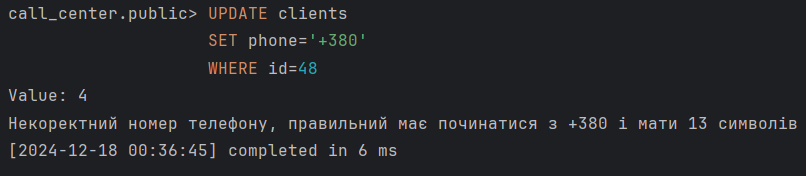 call_center.public> UPDATE clients
SET phone='+380'
WHERE id=48
Value: 4
Некоректний номер телефону, правильний має починатися з +380 і мати 13 символів
[2024-12-18 00:36:45] completed in 6 ms